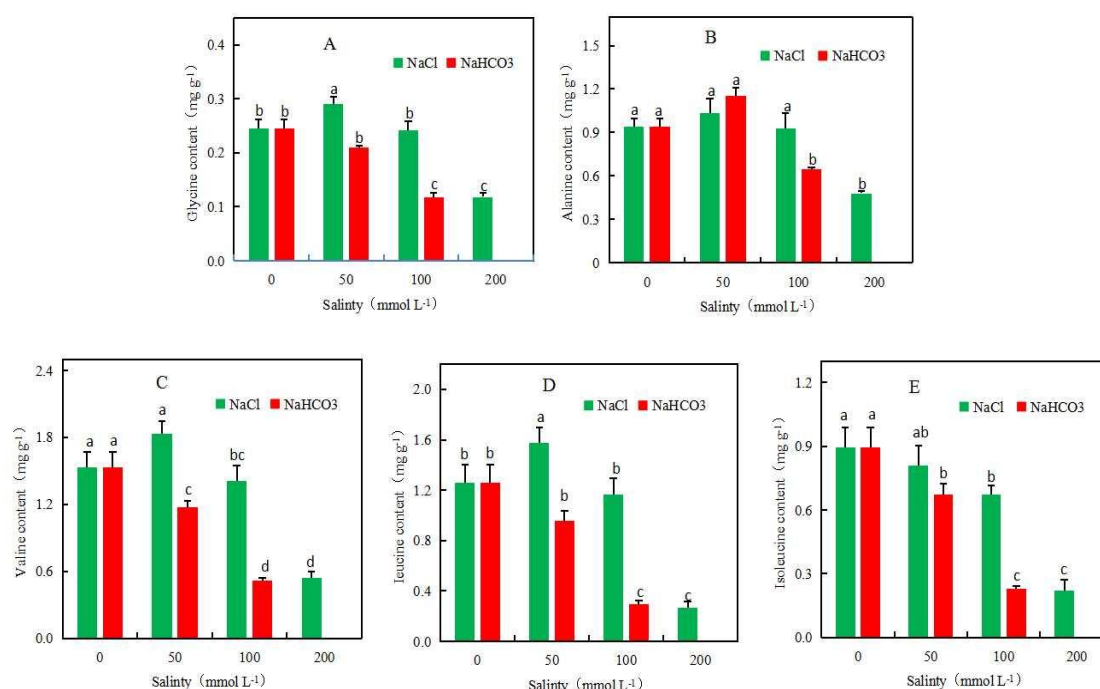 A
NaCl NaHCO3
Glycine content（mg g-1）
0.4
0.3
0.2
0.1
0.0
b b a b b c c
0 50 100 200
Salinty（mmol L-1）
B
NaCl NaHCO3
Alanine content（mg g-1）
1.5
1.2
0.9
0.6
0.3
0
a a a a a b b
0 50 100 200
Salinty（mmol L-1）
C
NaCl NaHCO3
Valine content（mg g-1）
2.4
1.8
1.2
0.6
0.0
a a a c bc d d
0 50 100 200
Salinty（mmol L-1）
D
NaCl NaHCO3
Ieucine content（mg g-1）
2.0
1.6
1.2
0.8
0.4
0.0
b b a b b c c
0 50 100 200
Salinty（mmol L-1）
E
NaCl NaHCO3
Isoleucine content（mg g-1）
1.2
0.9
0.6
0.3
0.0
a a ab b b c c
0 50 100 200
Salinty（mmol L-1）